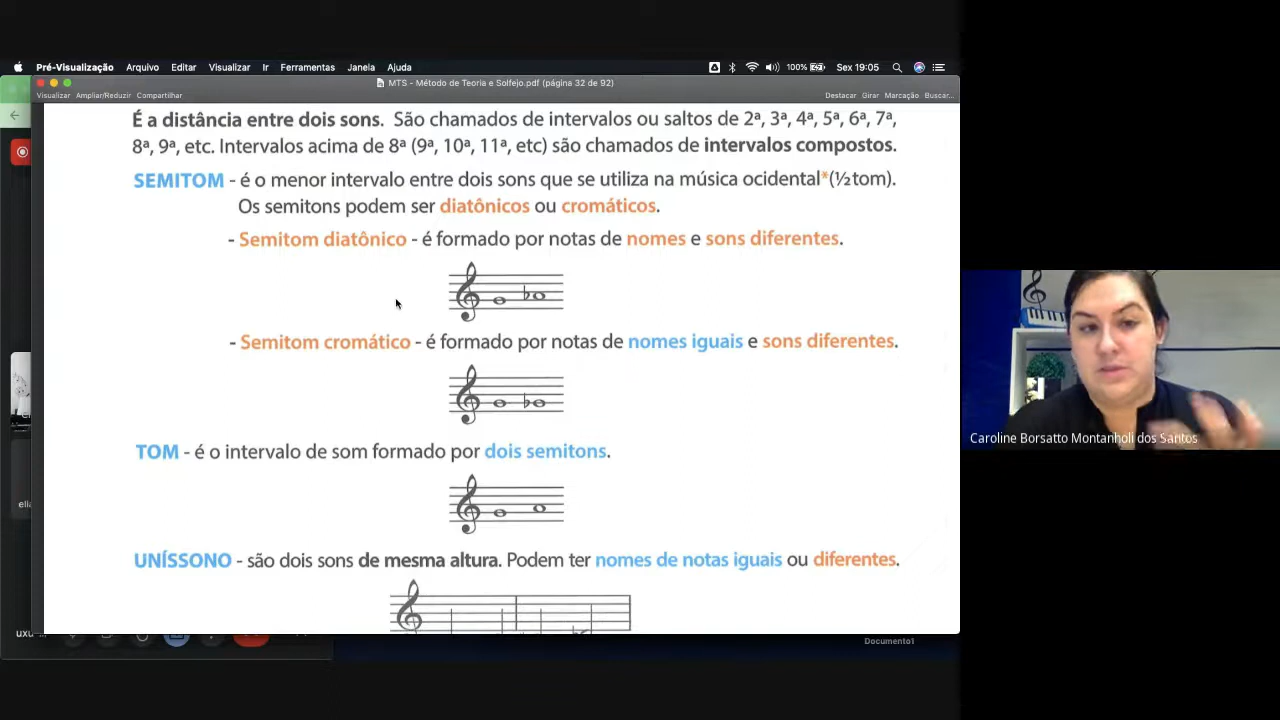 Pré-Visualização Arquivo Editar Visualizar Ir Ferramentas Janela Ajuda 100% Sex 19:05
MTS - Método de Teoria e Solfejo.pdf (página 32 de 92)
Visualizar Ampliar/Reduzir Compartilhar Destacar Girar Marcação Buscar...
É a distância entre dois sons. São chamados de intervalos ou saltos de 2ª, 3ª, 4ª, 5ª, 6ª, 7ª,
8ª, 9ª, etc. Intervalos acima de 8ª (9ª, 10ª, 11ª, etc) são chamados de intervalos compostos.
SEMITOM - é o menor intervalo entre dois sons que se utiliza na música ocidental*(½tom).
Os semitons podem ser diatônicos ou cromáticos.
- Semitom diatônico - é formado por notas de nomes e sons diferentes.
- Semitom cromático - é formado por notas de nomes iguais e sons diferentes.
TOM - é o intervalo de som formado por dois semitons.
UNÍSSONO - são dois sons de mesma altura. Podem ter nomes de notas iguais ou diferentes.
Caroline Borsatto Montanholi dos Santos
Documento1